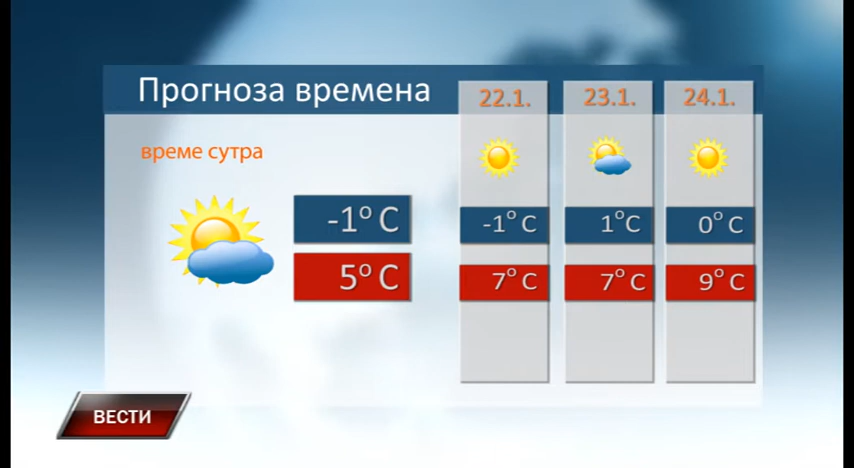 Прогноза времена
22.1. 23.1. 24.1.
време сутра
-1° C
5° C
-1° C 1°C 0° C
7° C 7° C 9° C
ВЕСТИ